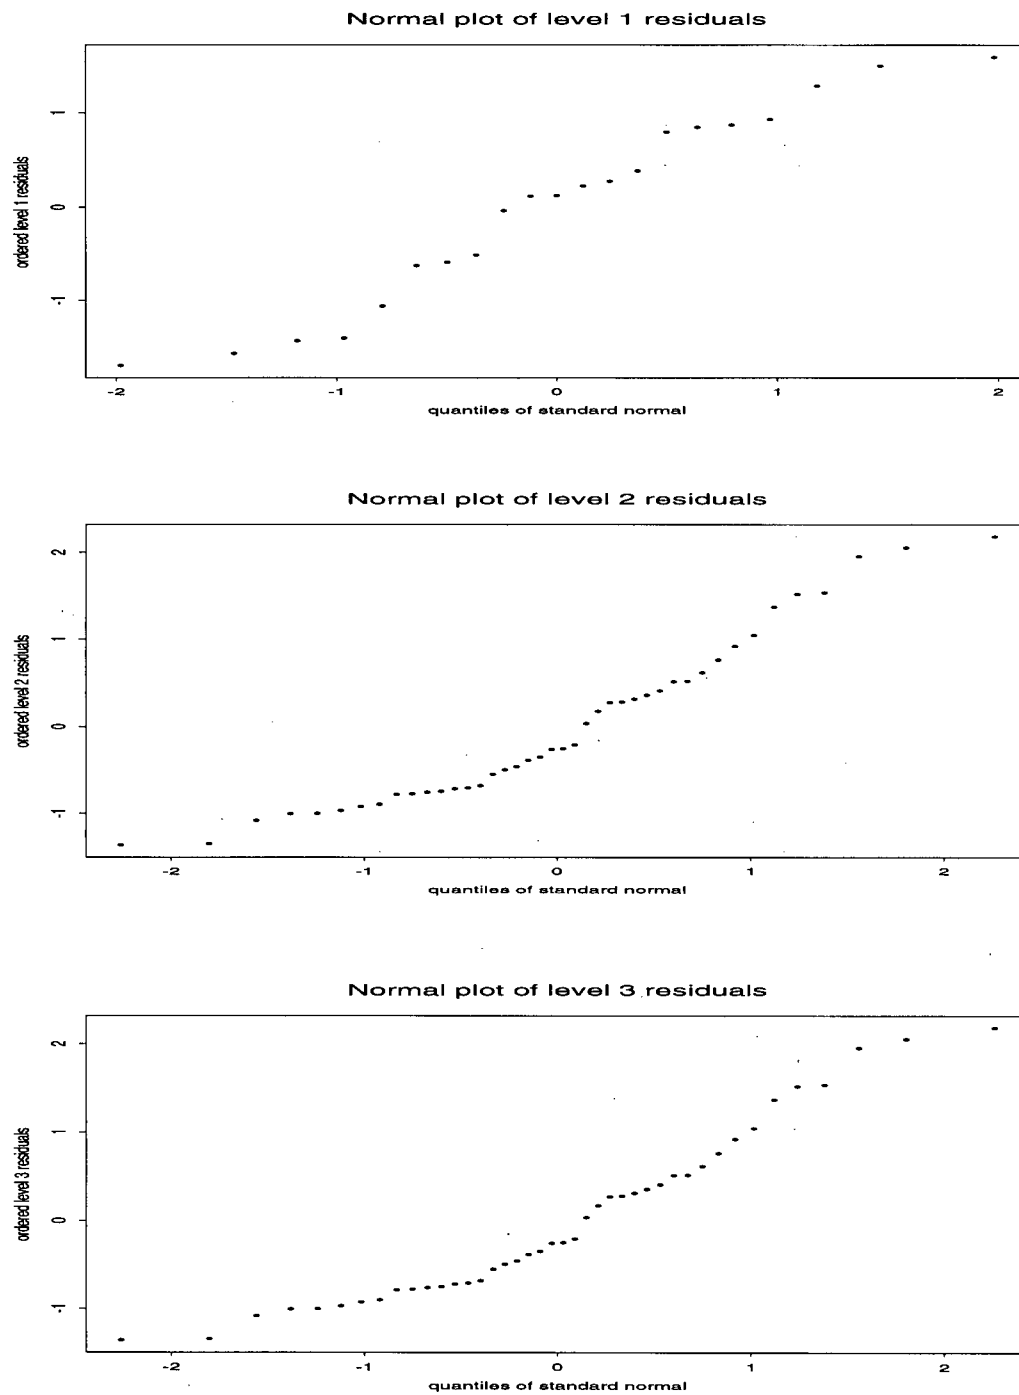 Normal plot of level 1 residuals
ordered level 1 residuals
1
0
-1
-2
-1
0
1
2
quantiles of standard normal
Normal plot of level 2 residuals
ordered level 2 residuals
2
1
0
-1
-2
-1
0
1
2
quantiles of standard normal
Normal plot of level 3 residuals
ordered level 3 residuals
2
1
0
-1
-2
-1
0
1
2
quantiles of standard normal